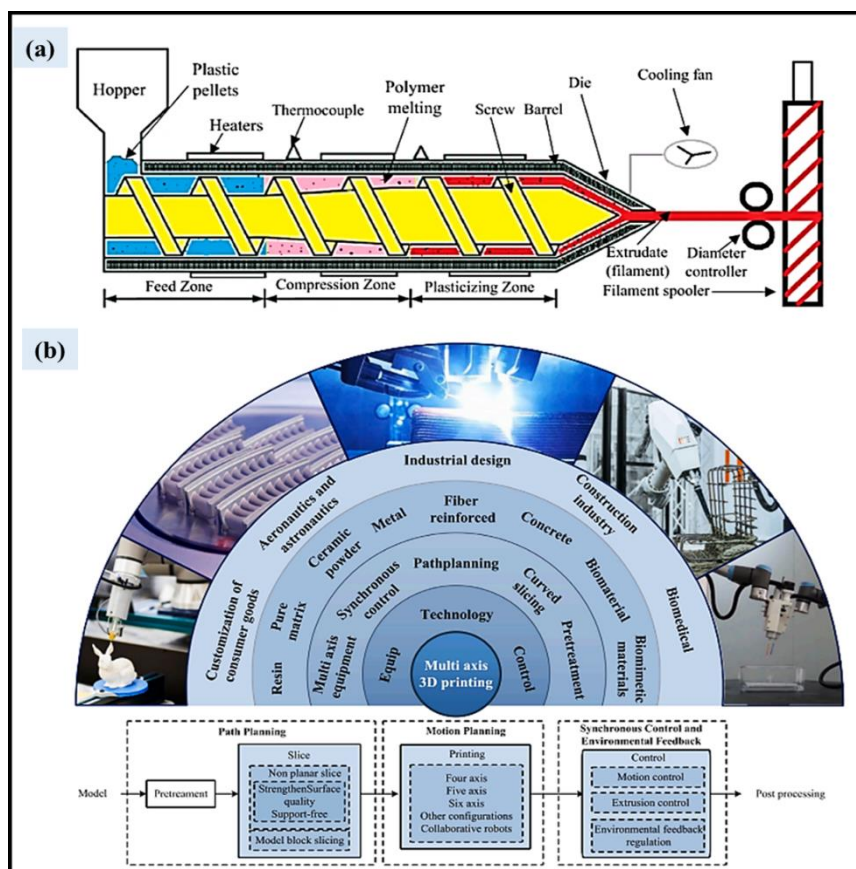 (a)
Hopper
Plastic
pellets
Heaters
Thermocouple
Polymer
melting
Screw
Barrel
Die
Cooling
fan
Extrudate
(filament)
Diameter
controller
Filament spooler
Feed Zone
Compression Zone
Plasticizing Zone
(b)
Customization of
consumer goods
Aeronautics and
astronautics
Industrial design
Construction
industry
Biomedical
Resin
Pure
matrix
Ceramic
powder
Metal
Fiber
reinforced
Concrete
Biomaterial
Biomimetic
materials
Multi axis
equipment
Synchronous
control
Pathplanning
Curved
slicing
Pretreatment
Equip
Technology
Control
Multi axis
3D printing
Path Planning
Motion Planning
Synchronous Control and
Environmental Feedback
Model
Pretreament
Slice
Non planar slice
StrengthenSurface
quality
Support-free
Model block slicing
Printing
Four axis
Five axis
Six axis
Other configurations
Collaborative robots
Control
Motion control
Extrusion control
Environmental feedback
regulation
Post processing